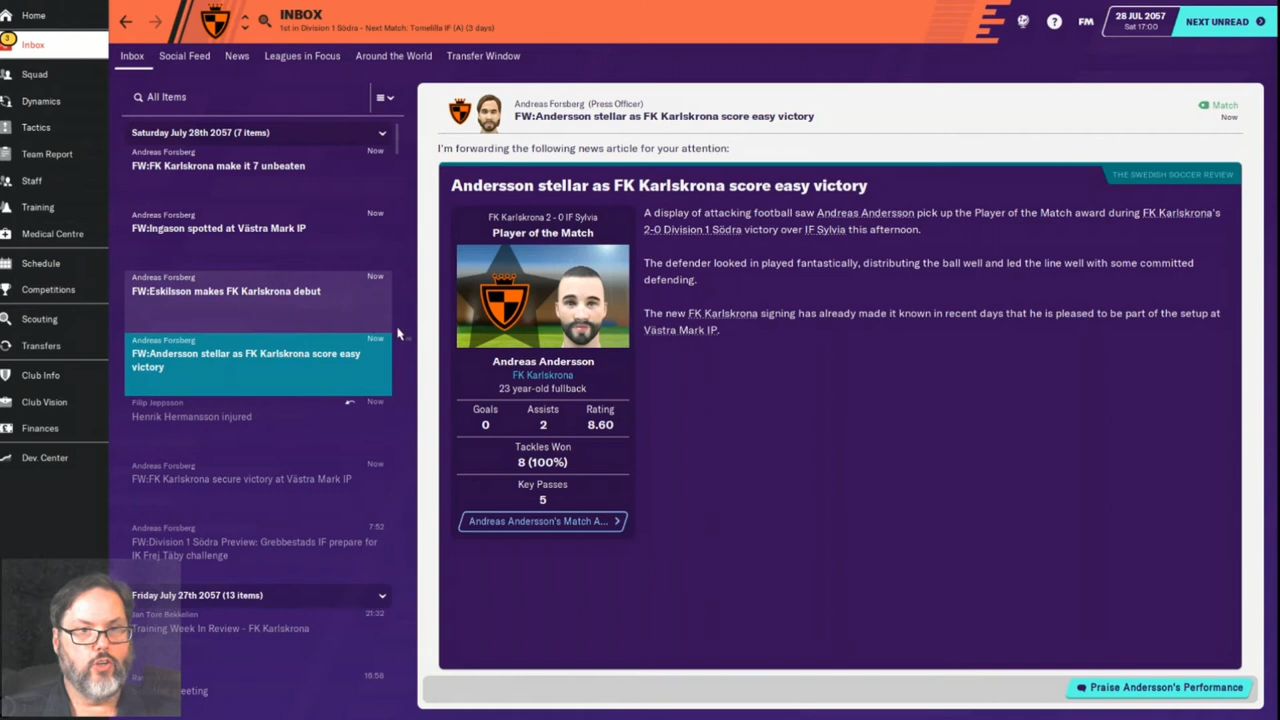 Home
INBOX
1st in Division 1 Södra - Next Match: Tomelilla IF (A) (3 days)
FM
28 JUL 2057
Sat 17:00
NEXT UNREAD
3
Inbox
Inbox
Social Feed
News
Leagues in Focus
Around the World
Transfer Window
Squad
Dynamics
Tactics
Team Report
Staff
Training
Medical Centre
Schedule
Competitions
Scouting
Transfers
Club Info
Club Vision
Finances
Dev. Center
All Items
Saturday July 28th 2057 (7 items)
Andreas Forsberg
Now
FW:FK Karlskrona make it 7 unbeaten
Andreas Forsberg
Now
FW:Ingason spotted at Västra Mark IP
Andreas Forsberg
Now
FW:Eskilsson makes FK Karlskrona debut
Andreas Forsberg
Now
FW:Andersson stellar as FK Karlskrona score easy
victory
Filip Jeppsson
Now
Henrik Hermansson injured
Andreas Forsberg
Now
FW:FK Karlskrona secure victory at Västra Mark IP
Andreas Forsberg
7:52
FW:Division 1 Södra Preview: Grebbestads IF prepare for
IK Frej Täby challenge
Friday July 27th 2057 (13 items)
Jan Tore Bekkelien
21:32
Training Week In Review - FK Karlskrona
16:58
meeting
Andreas Forsberg (Press Officer)
FW:Andersson stellar as FK Karlskrona score easy victory
Match
Now
I'm forwarding the following news article for your attention:
THE SWEDISH SOCCER REVIEW
Andersson stellar as FK Karlskrona score easy victory
FK Karlskrona 2 - 0 IF Sylvia
Player of the Match
Andreas Andersson
FK Karlskrona
23 year-old fullback
Goals
Assists
Rating
0
2
8.60
Tackles Won
8 (100%)
Key Passes
5
Andreas Andersson's Match A...
A display of attacking football saw Andreas Andersson pick up the Player of the Match award during FK Karlskrona's
2-0 Division 1 Södra victory over IF Sylvia this afternoon.
The defender looked in played fantastically, distributing the ball well and led the line well with some committed
defending.
The new FK Karlskrona signing has already made it known in recent days that he is pleased to be part of the setup at
Västra Mark IP.
Praise Andersson's Performance